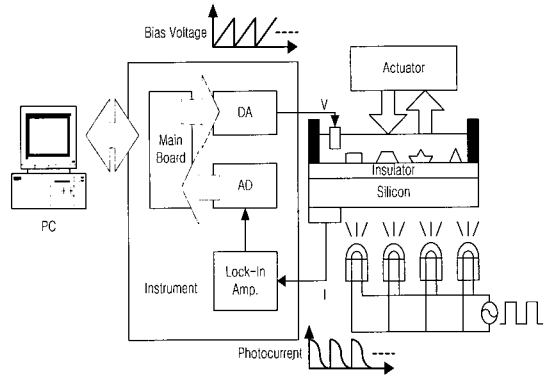 Bias Voltage
Actuator
V
DA
Main
Board
AD
Insulator
Silicon
PC
Lock-In
Amp.
Instrument
I
Photocurrent